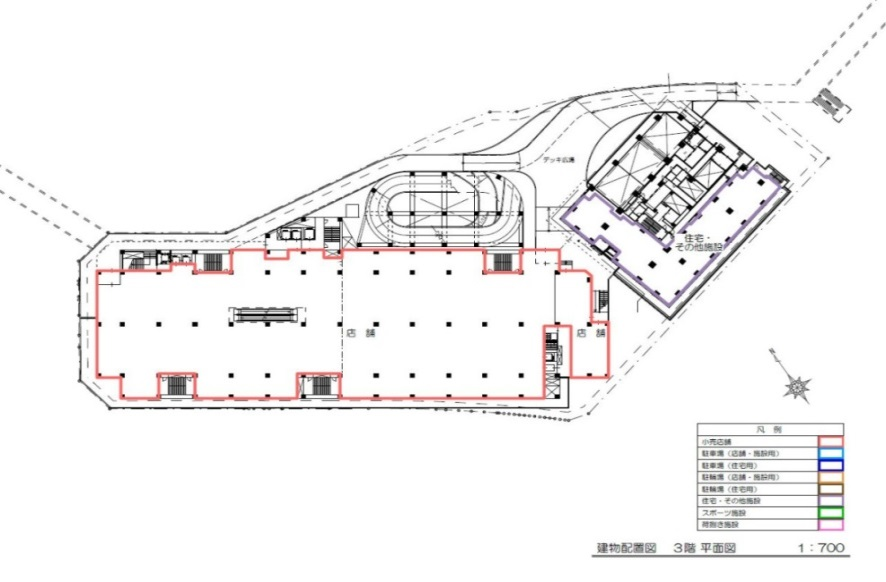 デッキ広場
住宅・
その他施設
店 舗
店 舗
凡 例
小売店舗
駐車場（店舗・施設用）
駐車場（住宅用）
駐輪場（店舗・施設用）
駐輪場（住宅用）
住宅・その他施設
スポーツ施設
荷捌き施設
建物配置図 3階 平面図 1：700